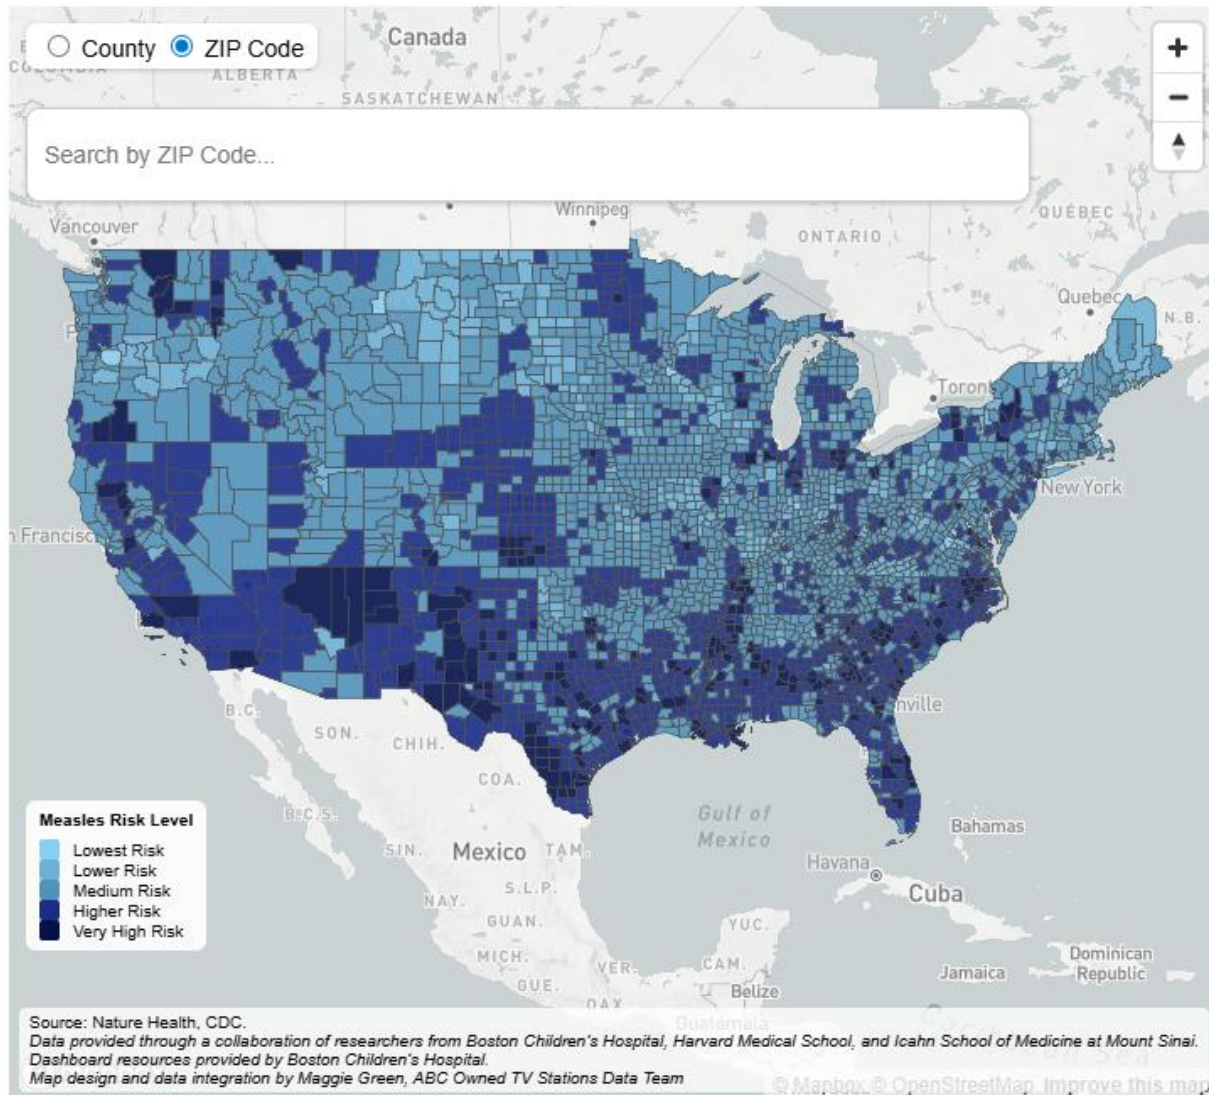 County ZIP Code
Canada
ALBERTA
SASKATCHEWAN
Search by ZIP Code...
Winnipeg
Vancouver
QUÉBEC
ONTARIO
Quebec
N.B.
New York
B.C.
SON.
CHIH.
COA.
B.C.S.
Gulf of
Mexico
Bahamas
SIN.
Mexico
TAM.
Havana
S.L.P.
Cuba
NAY.
GUAN.
YUC.
MICH.
VER.
CAM.
Dominican
Republic
GUE.
Belize
Jamaica
OAX
Guatemala
Measles Risk Level
Lowest Risk
Lower Risk
Medium Risk
Higher Risk
Very High Risk
Source: Nature Health, CDC.
Data provided through a collaboration of researchers from Boston Children's Hospital, Harvard Medical School, and Icahn School of Medicine at Mount Sinai.
Dashboard resources provided by Boston Children's Hospital.
Map design and data integration by Maggie Green, ABC Owned TV Stations Data Team
© Mapbox © OpenStreetMap Improve this map